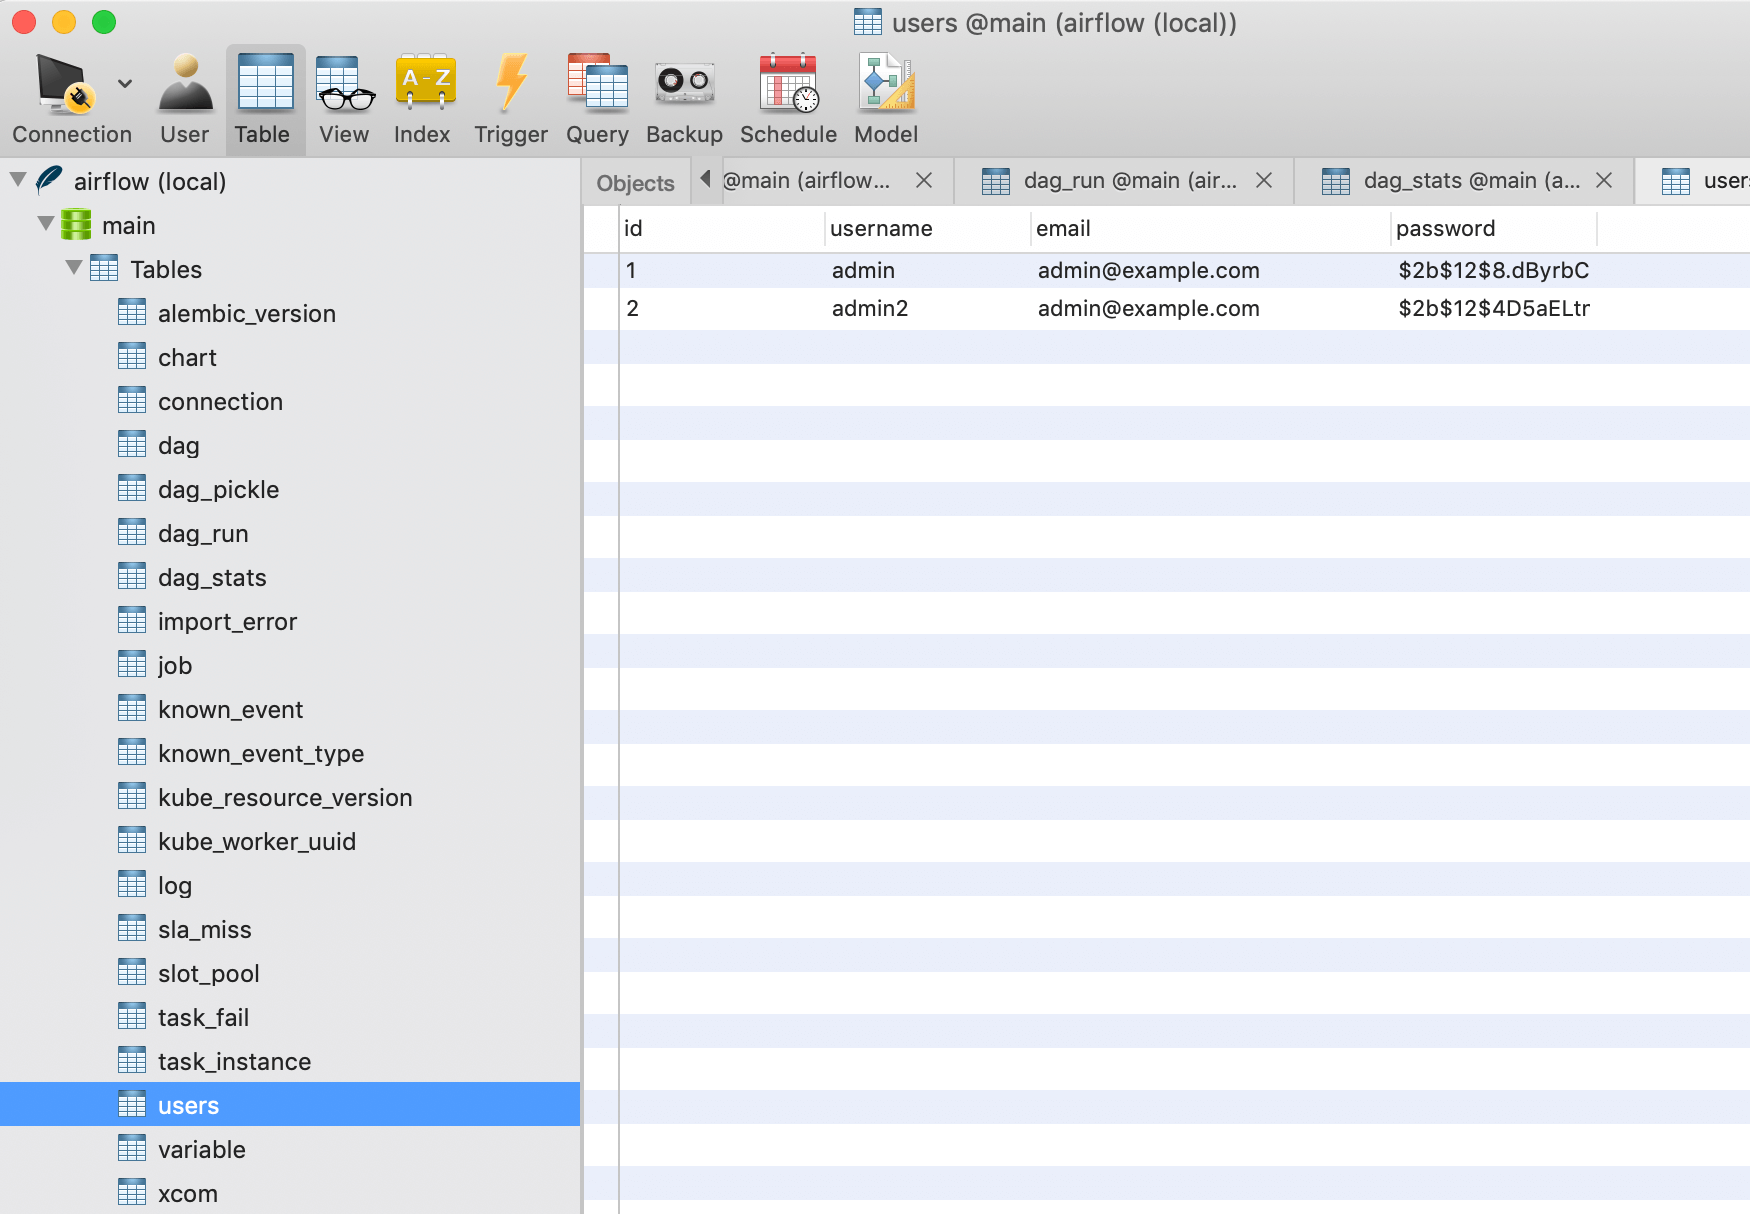 users @main (airflow (local))
Connection User Table View Index Trigger Query Backup Schedule Model
A-Z
airflow (local)
main
Tables
alembic_version
chart
connection
dag
dag_pickle
dag_run
dag_stats
import_error
job
known_event
known_event_type
kube_resource_version
kube_worker_uuid
log
sla_miss
slot_pool
task_fail
task_instance
users
variable
xcom
Objects @main (airflow... dag_run @main (air... dag_stats @main (a... users
id username email password
1 admin admin@example.com $2b$12$8.dByrbC
2 admin2 admin@example.com $2b$12$4D5aELtr